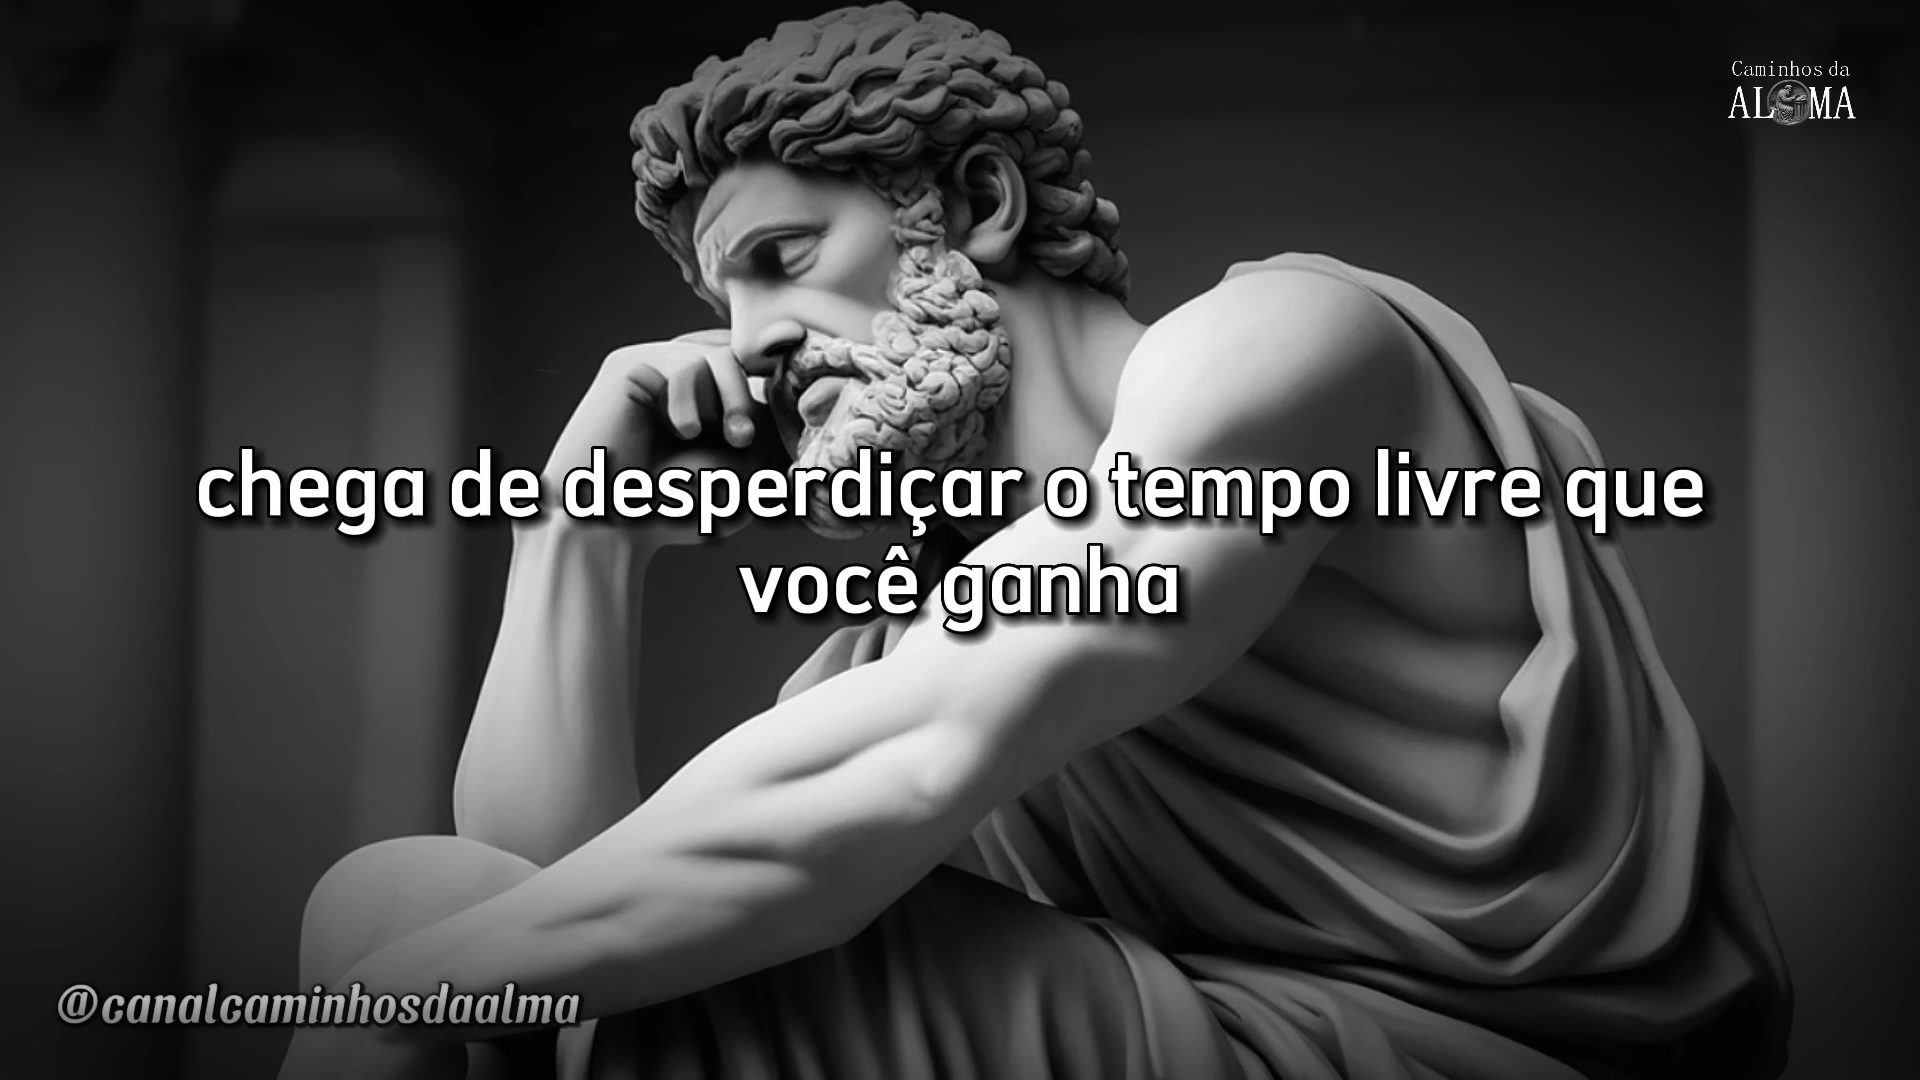 Caminhos da
ALMA
chega de desperdiçar o tempo livre que
você ganha
@canalcaminhosdaalma